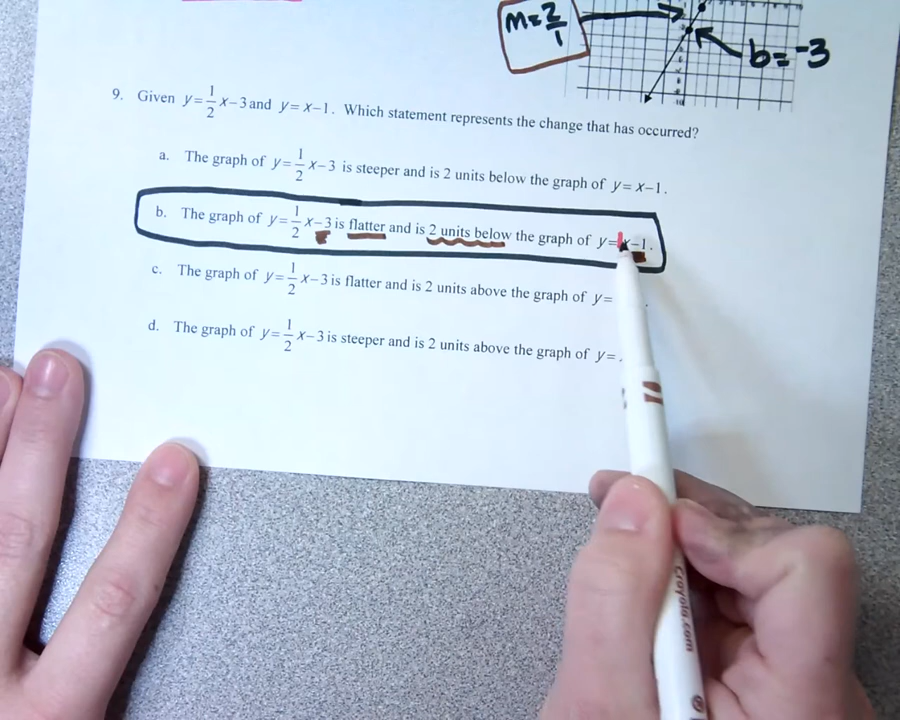 m=2/1
b=-3
9. Given y=1/2x-3 and y=x-1. Which statement represents the change that has occurred?
a. The graph of y=1/2x-3 is steeper and is 2 units below the graph of y=x-1.
b. The graph of y=1/2x-3 is flatter and is 2 units below the graph of y=1x-1.
c. The graph of y=1/2x-3 is flatter and is 2 units above the graph of y=
d. The graph of y=1/2x-3 is steeper and is 2 units above the graph of y=
Crayola.com